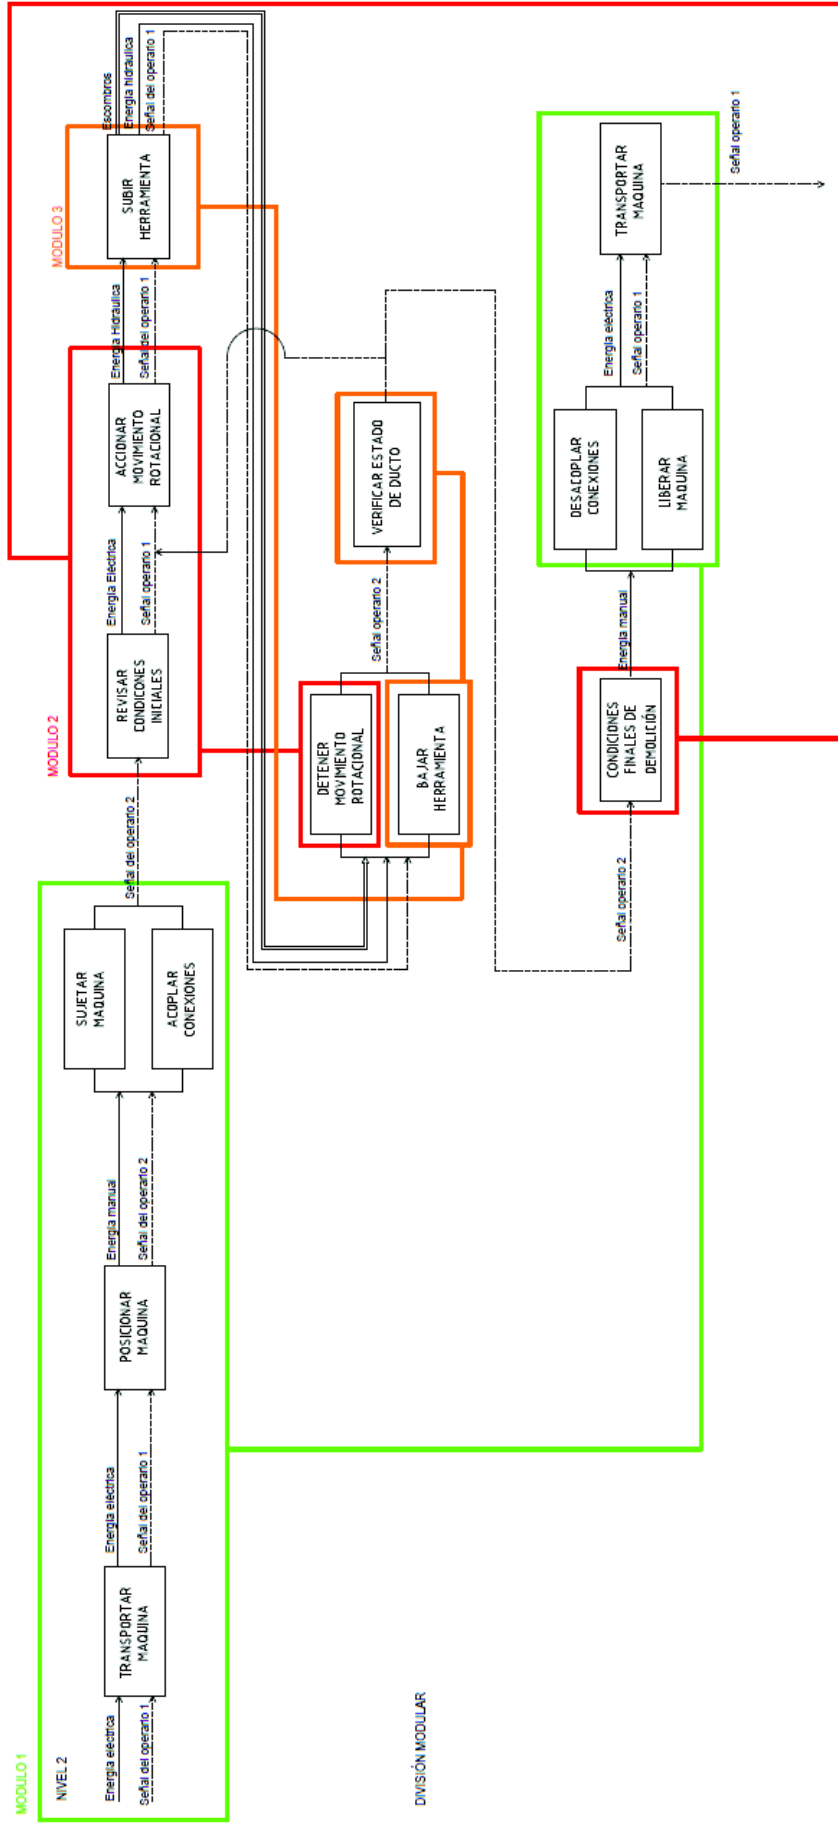 MODULO 1
NIVEL 2
Energía eléctrica
Señal del operario 1
TRANSPORTAR
MAQUINA
Energía eléctrica
Señal del operario 1
POSICIONAR
MAQUINA
Energía manual
Señal del operario 2
SUJETAR
MAQUINA
ACOPLAR
CONEXIONES
Señal del operario 2
MODULO 2
REVISAR
CONDICONES
INICIALES
Energía Eléctrica
Señal operario 1
ACCIONAR
MOVIMIENTO
ROTACIONAL
Energía Hidráulica
Señal del operario 1
MODULO 3
SUBIR
HERRAMIENTA
Escombros
Energía hidráulica
Señal del operario 1
DETENER
MOVIMIENTO
ROTACIONAL
BAJAR
HERRAMIENTA
Señal operario 2
VERIFICAR ESTADO
DE DUCTO
Señal operario 2
CONDICIONES
FINALES DE
DEMOLICIÓN
Energía manual
DESACOPLAR
CONEXIONES
LIBERAR
MAQUINA
Energía eléctrica
Señal operario 1
TRANSPORTAR
MAQUINA
Señal operario 1
DIVISIÓN MODULAR